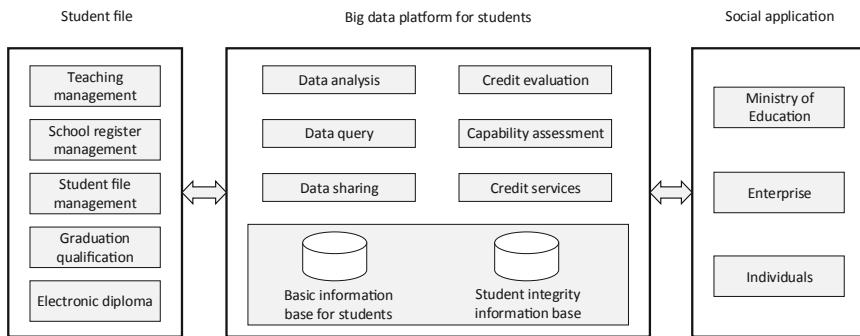 Student file
Big data platform for students
Social application
Teaching
management
School register
management
Student file
management
Graduation
qualification
Electronic diploma
Data analysis
Credit evaluation
Data query
Capability assessment
Data sharing
Credit services
Basic information
base for students
Student integrity
information base
Ministry of
Education
Enterprise
Individuals